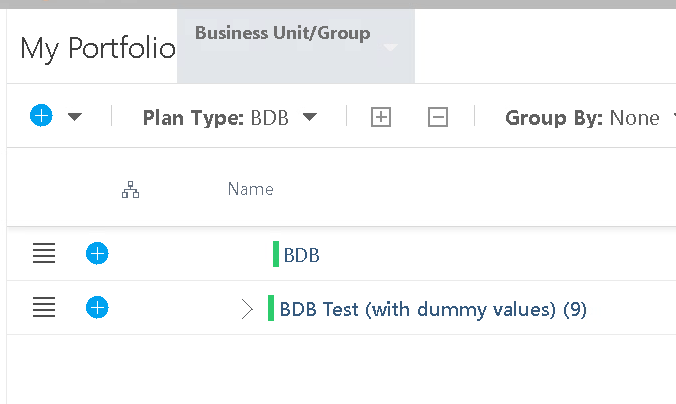 My Portfolio
Business Unit/Group
Plan Type: BDB
Group By: None
Name
BDB
BDB Test (with dummy values) (9)